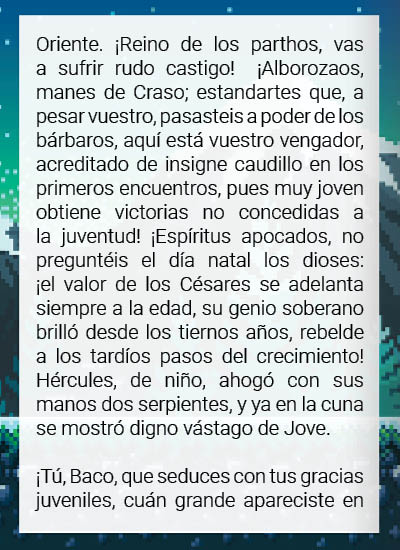 Oriente. ¡Reino de los parthos, vas
a sufrir rudo castigo! ¡Alborozaos,
manes de Craso; estandartes que, a
pesar vuestro, pasasteis a poder de los
bárbaros, aquí está vuestro vengador,
acreditado de insigne caudillo en los
primeros encuentros, pues muy joven
obtiene victorias no concedidas a
la juventud! ¡Espíritus apocados, no
preguntéis el día natal los dioses:
¡el valor de los Césares se adelanta
siempre a la edad, su genio soberano
brilló desde los tiernos años, rebelde
a los tardíos pasos del crecimiento!
Hércules, de niño, ahogó con sus
manos dos serpientes, y ya en la cuna
se mostró digno vástago de Jove.
¡Tú, Baco, que seduces con tus gracias
juveniles, cuán grande apareciste en